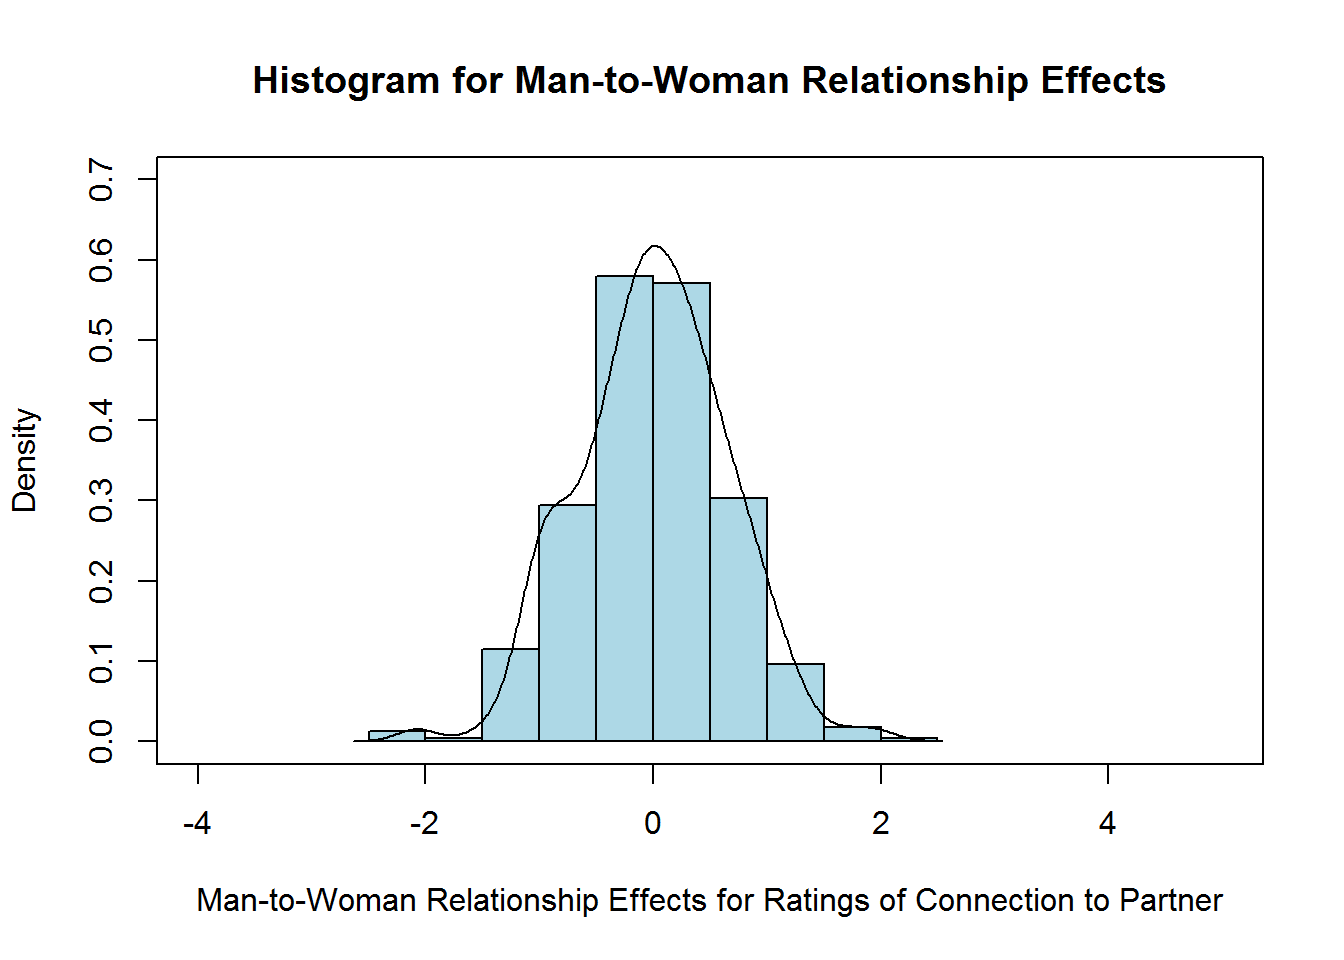 Histogram for Man-to-Woman Relationship Effects
0.7
0.6
0.5
0.4
0.3
0.2
0.1
0.0
Density
-4 -2 0 2 4
Man-to-Woman Relationship Effects for Ratings of Connection to Partner